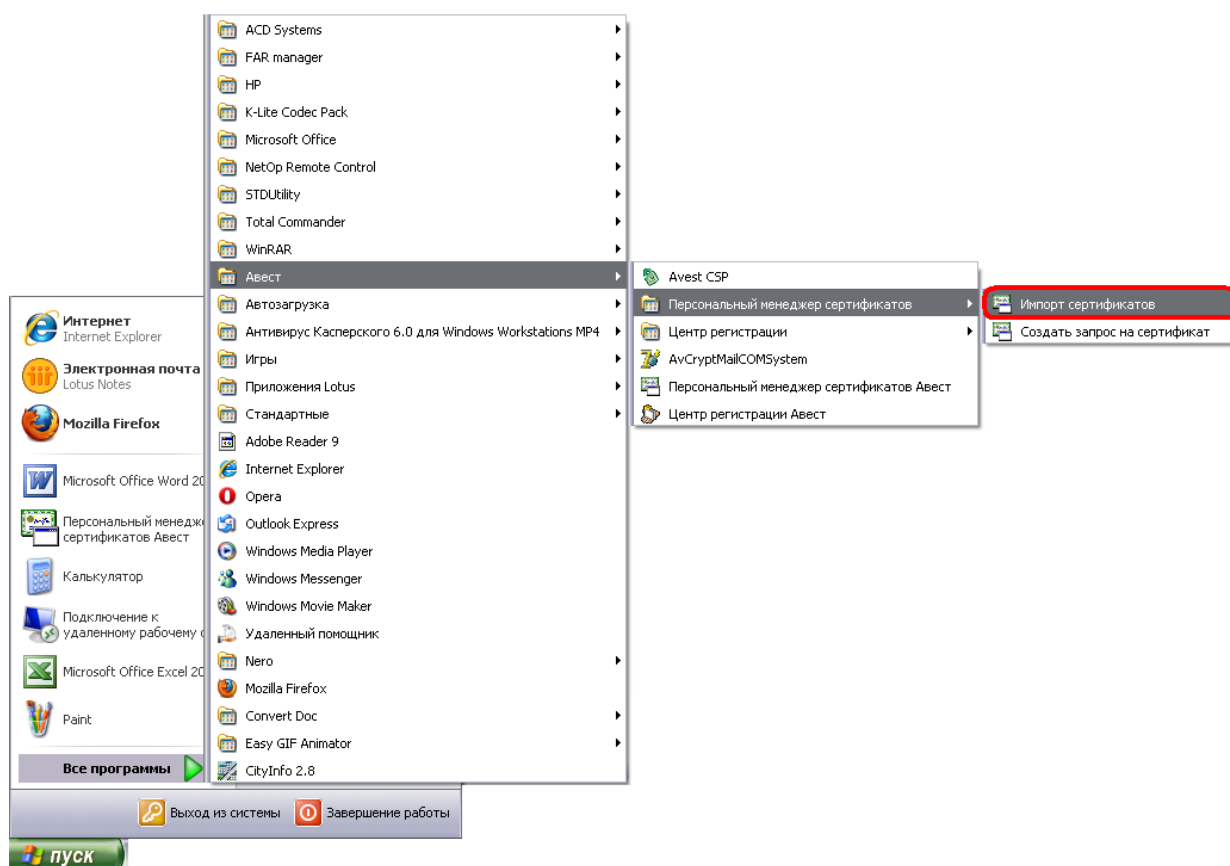 ACD Systems
FAR manager
HP
K-Lite Codec Pack
Microsoft Office
NetOp Remote Control
STDUtility
Total Commander
WinRAR
Авест
Автозагрузка
Антивирус Касперского 6.0 для Windows Workstations MP4
Игры
Приложения Lotus
Стандартные
Adobe Reader 9
Internet Explorer
Opera
Outlook Express
Windows Media Player
Windows Messenger
Windows Movie Maker
Удаленный помощник
Nero
Mozilla Firefox
Convert Doc
Easy GIF Animator
CityInfo 2.8
Avest CSP
Персональный менеджер сертификатов
Центр регистрации
AvCryptMailCOMSystem
Персональный менеджер сертификатов Авест
Центр регистрации Авест
Импорт сертификатов
Создать запрос на сертификат
Интернет
Internet Explorer
Электронная почта
Lotus Notes
Mozilla Firefox
Microsoft Office Word 20
Персональный менедж
сертификатов Авест
Калькулятор
Подключение к
удаленному рабочему
Microsoft Office Excel 20
Paint
Все программы
Выход из системы
Завершение работы
пуск